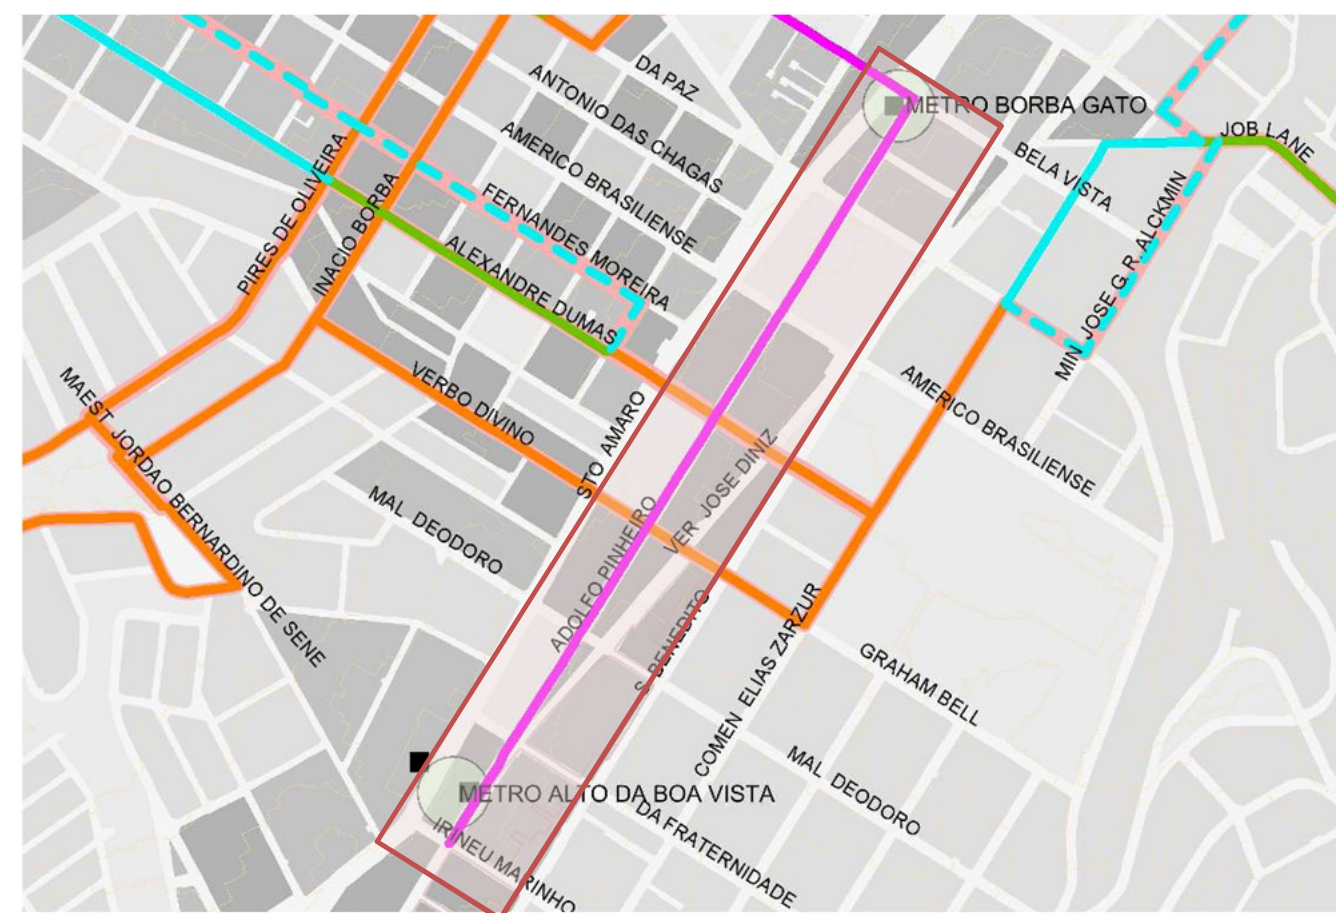 DA PAZ
ANTONIO DAS CHAGAS
METRO BORBA GATO
JOB LANE
AMERICO BRASILIENSE
BELA VISTA
PIRES DE OLIVEIRA
INACIO BORBA
FERNANDES MOREIRA
MIN JOSE G. R. ALCKMIN
ALEXANDRE DUMAS
VERBO DIVINO
AMERICO BRASILIENSE
MAEST JORDAO BERNARDINO DE SENE
STO AMARO
MAL DEODORO
VER JOSE DINIZ
ADOLFO PINHEIRO
S. BENEDITO
COMEN ELIAS ZARZUR
GRAHAM BELL
MAL DEODORO
METRO ALTO DA BOA VISTA
DA FRATERNIDADE
IRINEU MARINHO